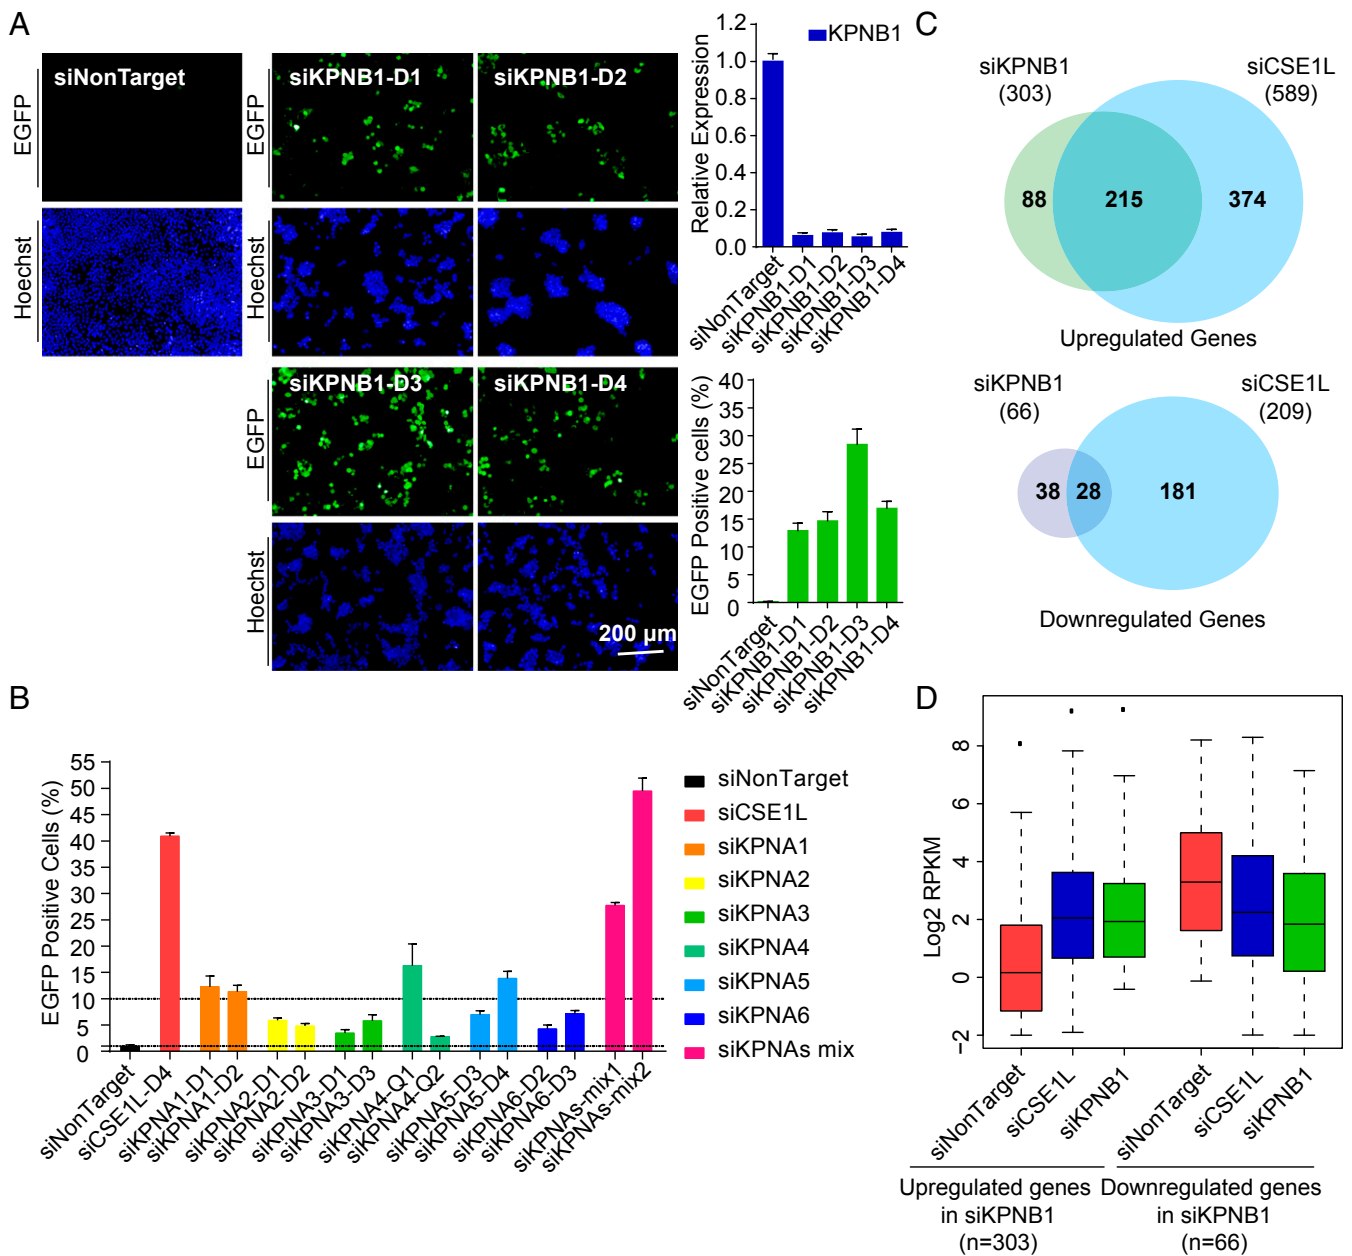 A
siNonTarget
EGFP
Hoechst
siKPNB1-D1
siKPNB1-D2
EGFP
Hoechst
siKPNB1-D3
siKPNB1-D4
EGFP
Hoechst
200 μm
Relative Expression
1.2
1.0
0.8
0.6
0.4
0.2
0.0
KPNB1
siNonTarget
siKPNB1-D1
siKPNB1-D2
siKPNB1-D3
siKPNB1-D4
EGFP Positive cells (%)
40
35
30
25
20
15
10
5
0
siNonTarget
siKPNB1-D1
siKPNB1-D2
siKPNB1-D3
siKPNB1-D4
C
siKPNB1
(303)
siCSE1L
(589)
88
215
374
Upregulated Genes
siKPNB1
(66)
siCSE1L
(209)
38
28
181
Downregulated Genes
B
EGFP Positive Cells (%)
55
50
45
40
35
30
25
20
15
10
5
0
siNonTarget
siCSE1L-D4
siKPNA1-D1
siKPNA1-D2
siKPNA2-D1
siKPNA2-D2
siKPNA3-D1
siKPNA3-D3
siKPNA4-Q1
siKPNA4-Q2
siKPNA5-D3
siKPNA5-D4
siKPNA6-D2
siKPNA6-D3
siKPNAs-mix1
siKPNAs-mix2
siNonTarget
siCSE1L
siKPNA1
siKPNA2
siKPNA3
siKPNA4
siKPNA5
siKPNA6
siKPNAs mix
D
Log2 RPKM
8
6
4
2
0
−2
siNonTarget
siCSE1L
siKPNB1
siNonTarget
siCSE1L
siKPNB1
Upregulated genes
in siKPNB1
(n=303)
Downregulated genes
in siKPNB1
(n=66)